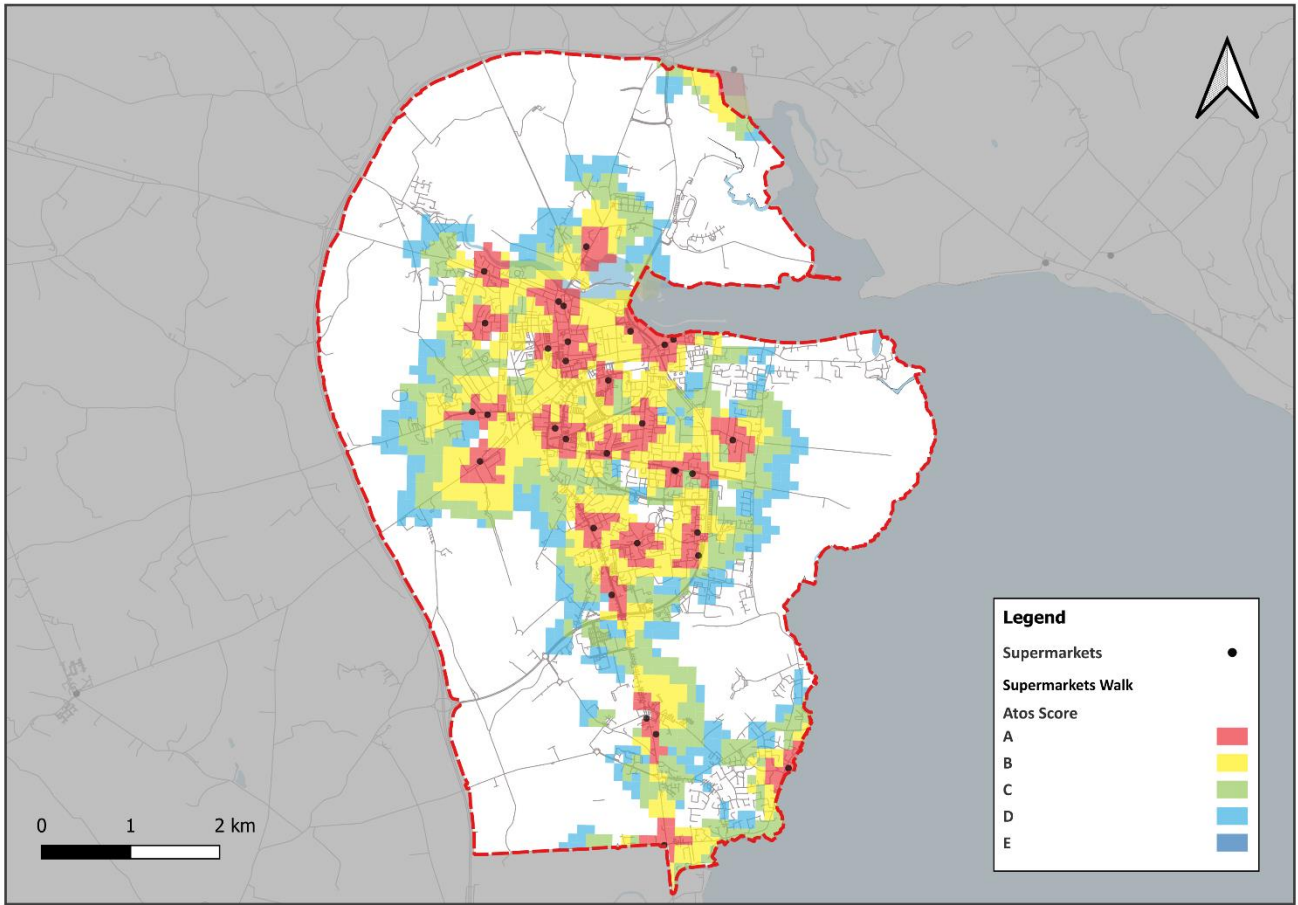 Legend
Supermarkets
Supermarkets Walk
Atos Score
A
B
C
D
E
0 1 2 km